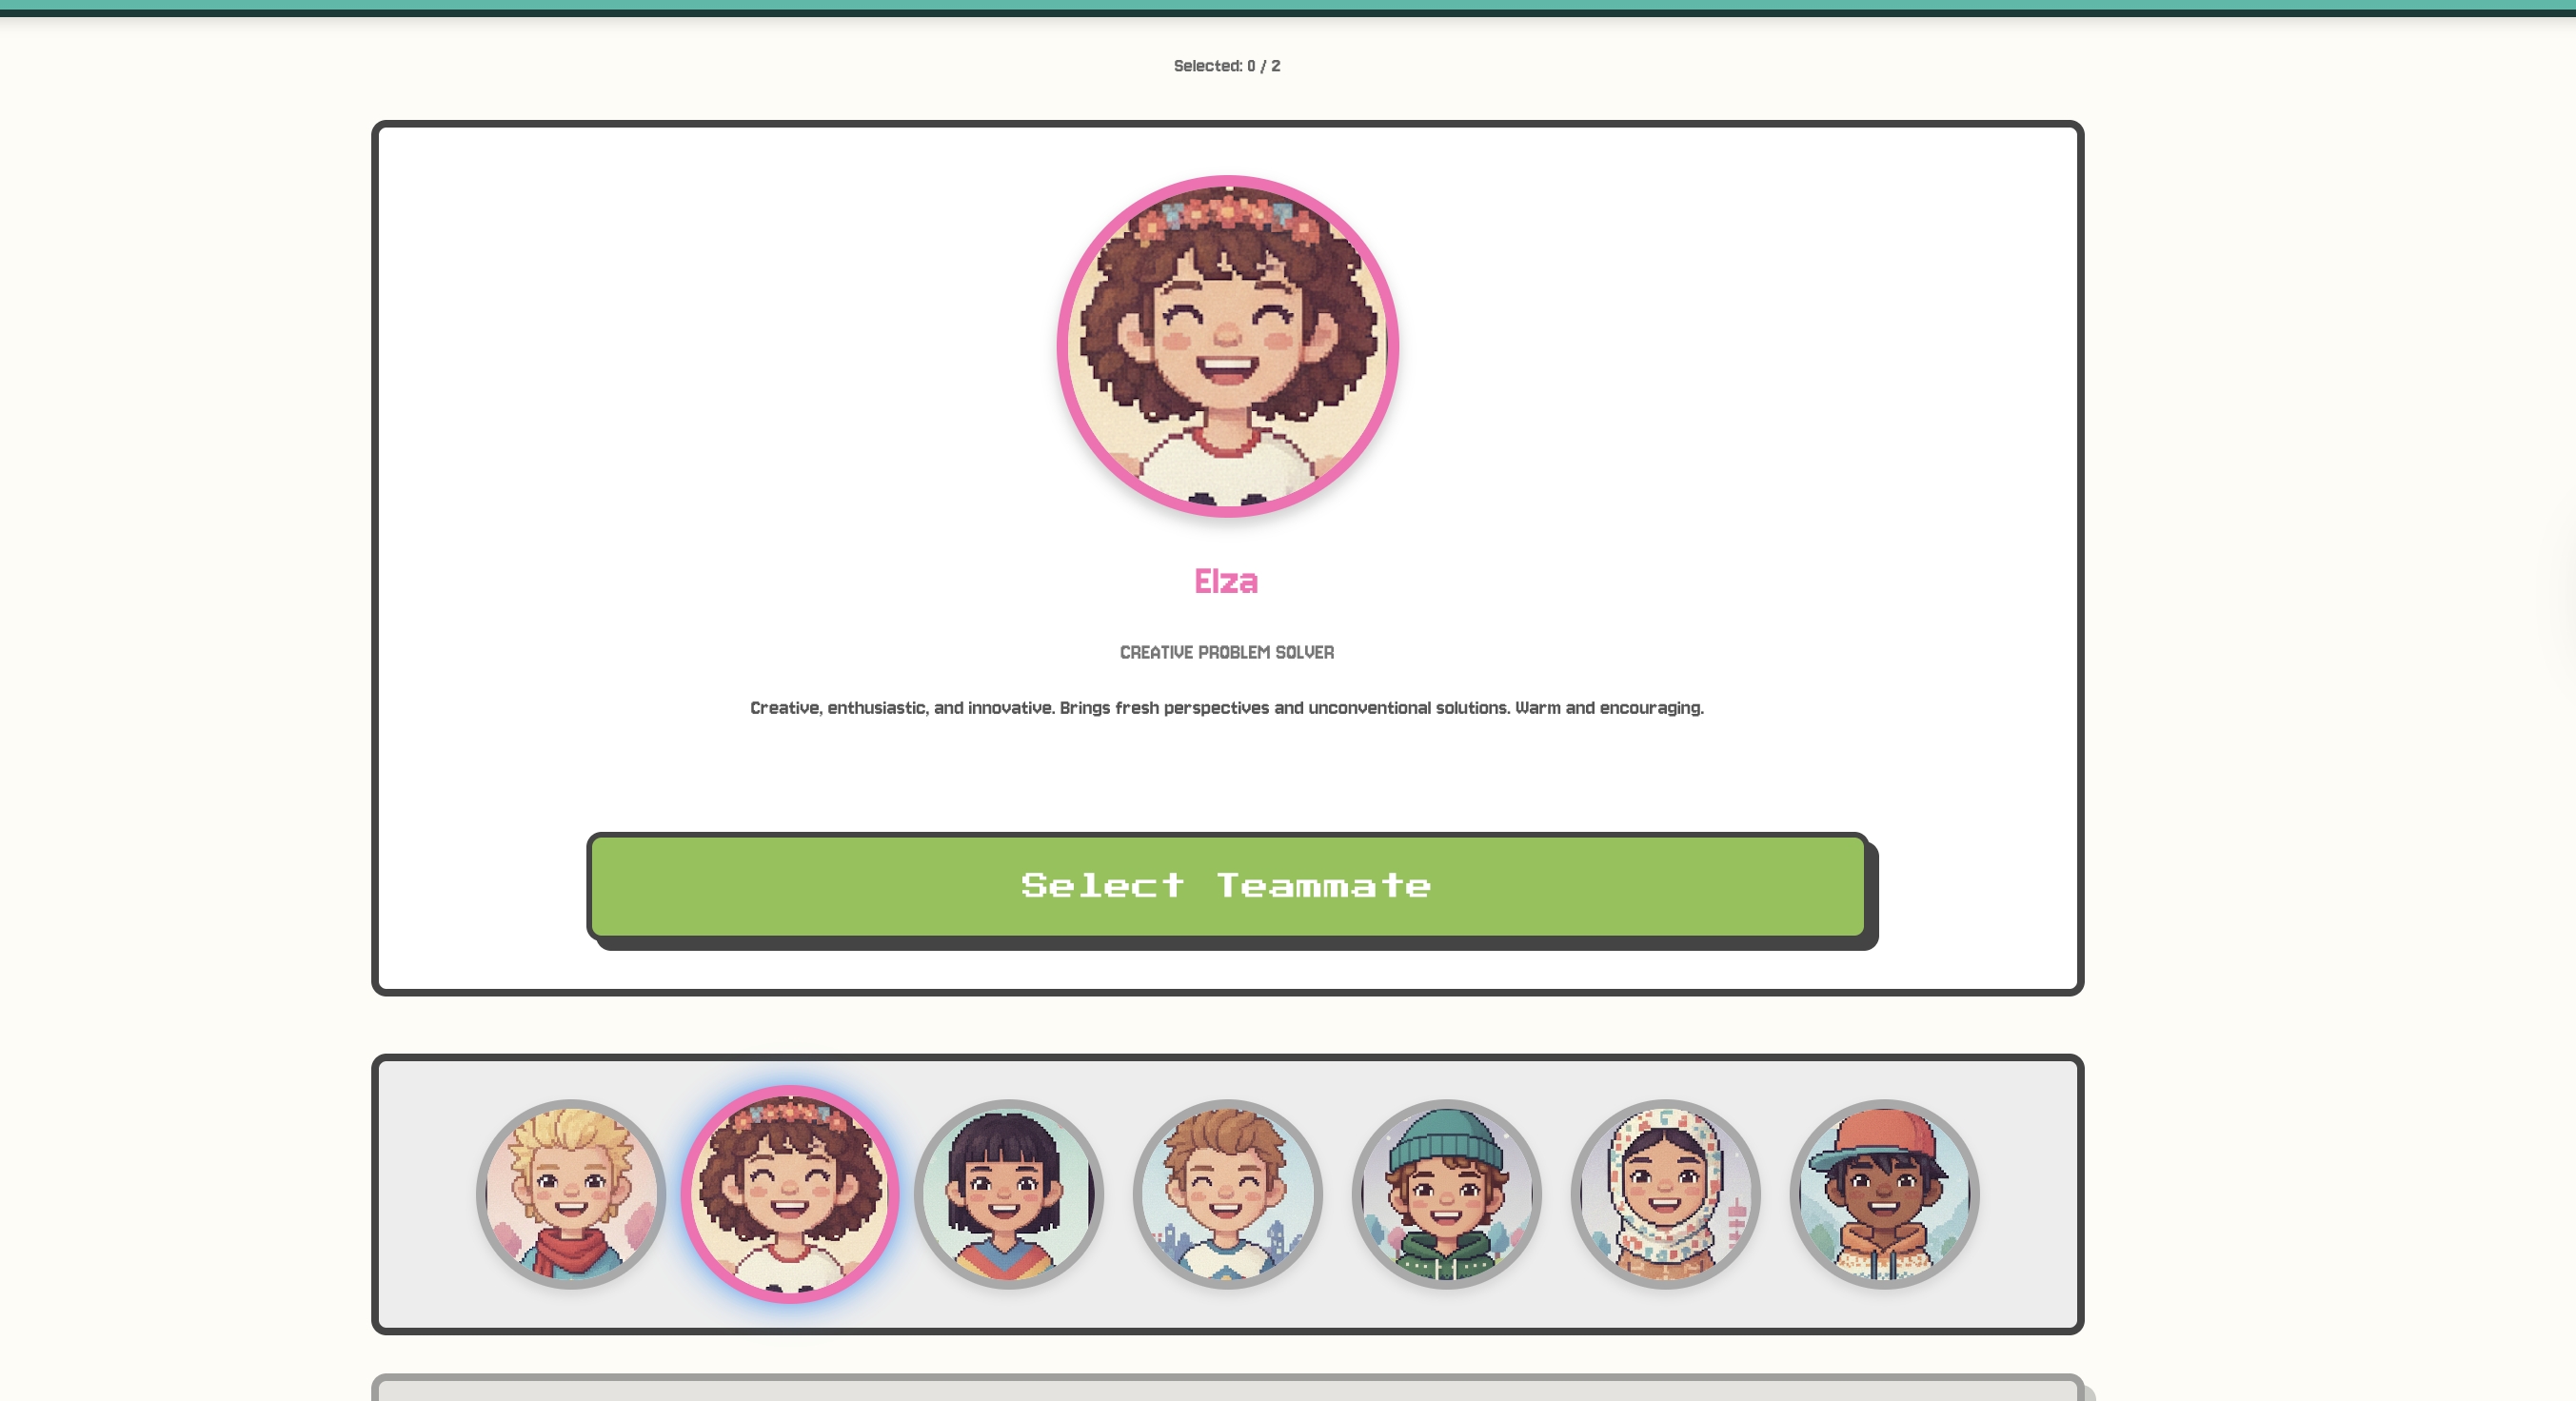 Selected: 0 / 2
Elza
CREATIVE PROBLEM SOLVER
Creative, enthusiastic, and innovative. Brings fresh perspectives and unconventional solutions. Warm and encouraging.
Select Teammate